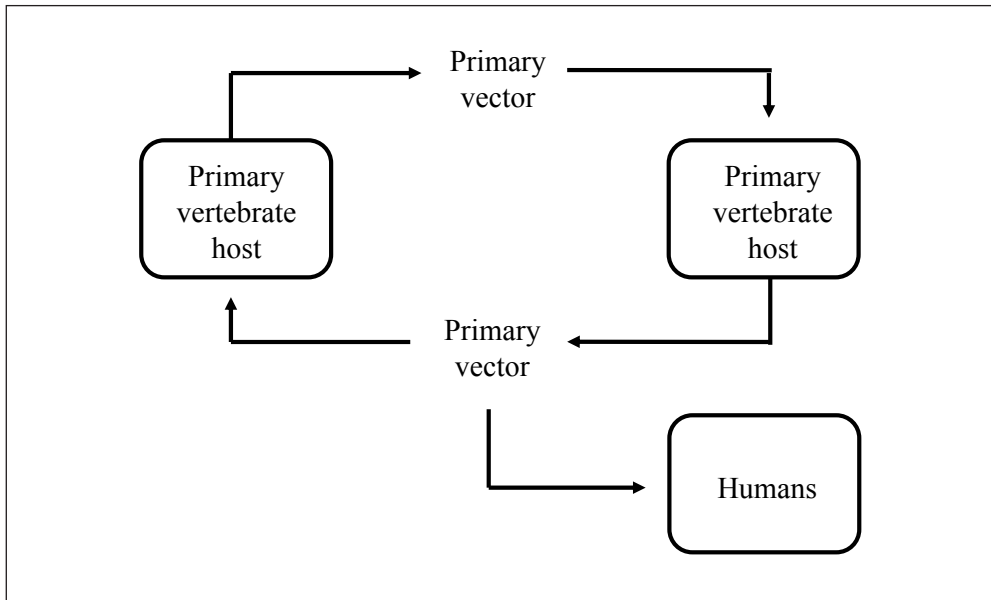 Primary
vector
Primary
vertebrate
host
Primary
vertebrate
host
Primary
vector
Humans